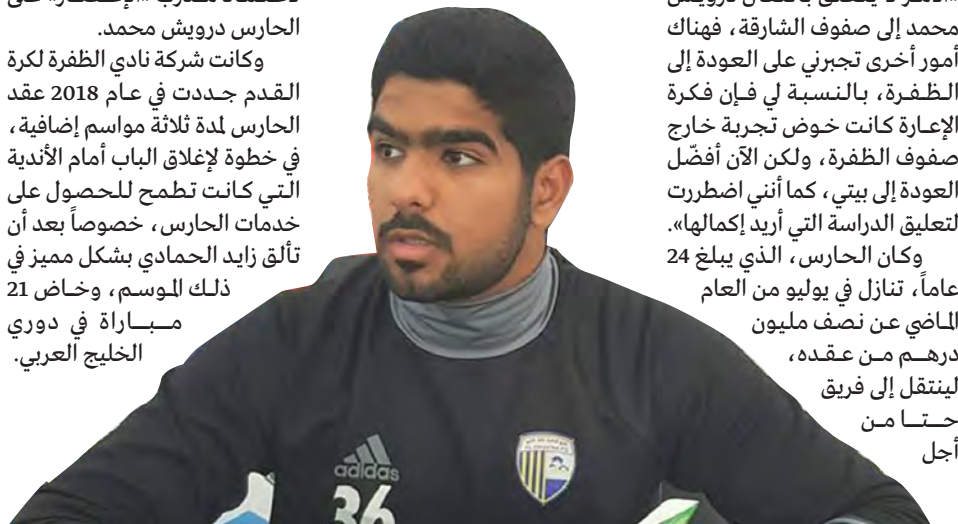 محمد إلى صفوف الشارقة، فهناك
أمور أخرى تجبرني على العودة إلى
الظفرة، بالنسبة لي فإن فكرة
الإعارة كانت خوض تجربة خارج
صفوف الظفرة، ولكن الآن أفضّل
العودة إلى بيتي، كما أنني اضطررت
لتعليق الدراسة التي أريد إكمالها».
وكان الحارس، الذي يبلغ 24
عاماً، تنازل في يوليو من العام
الماضي عن نصف مليون
درهم من عقده،
لينتقل إلى فريق
حتا من
أجل
الحارس درويش محمد.
وكانت شركة نادي الظفرة لكرة
القدم جددت في عام 2018 عقد
الحارس لمدة ثلاثة مواسم إضافية،
في خطوة لإغلاق الباب أمام الأندية
التي كانت تطمح للحصول على
خدمات الحارس، خصوصاً بعد أن
تألق زايد الحمادي بشكل مميز في
ذلك الموسم، وخاض 21
مباراة في دوري
الخليج العربي.
adidas
36